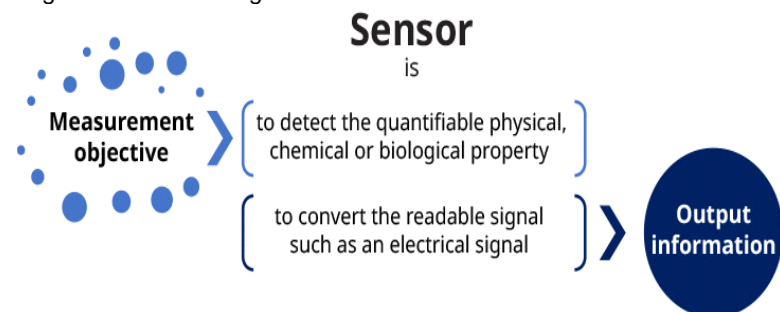 Sensor
is
Measurement
objective
to detect the quantifiable physical,
chemical or biological property
to convert the readable signal
such as an electrical signal
Output
information